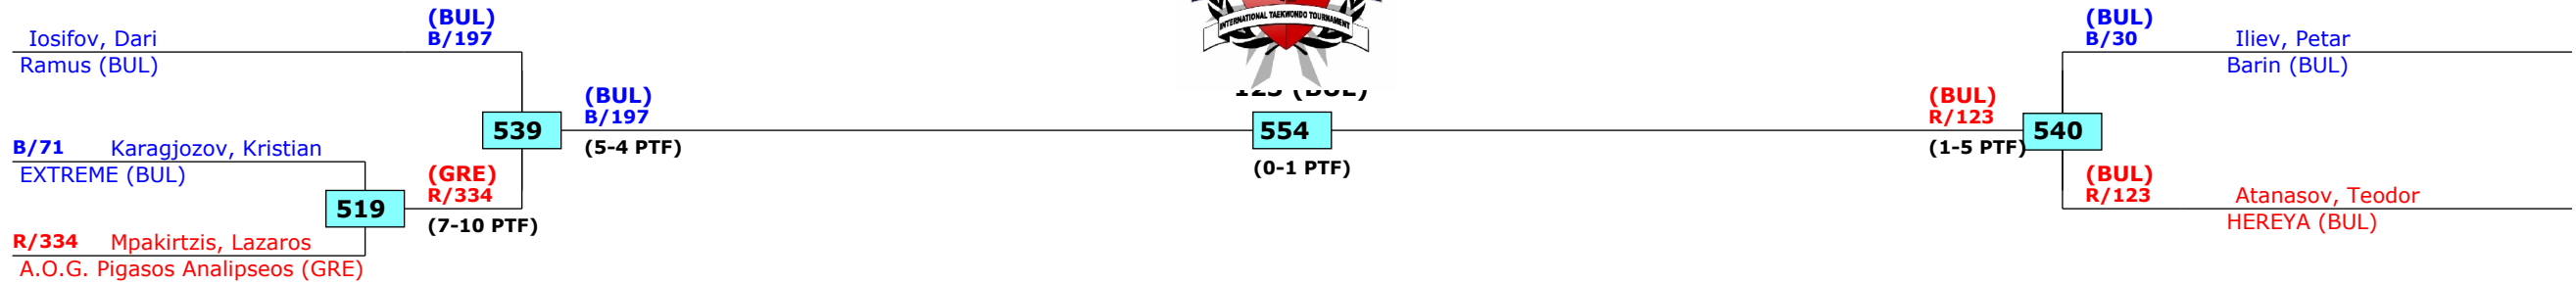 (BUL)
B/197
Iosifov, Dari
Ramus (BUL)
B/71 Karagjozov, Kristian
EXTREME (BUL)
519
R/334 Mpakirtzis, Lazaros
A.O.G. Pigasos Analipseos (GRE)
(GRE)
R/334
(7-10 PTF)
539
(BUL)
B/197
(5-4 PTF)
INTERNATIONAL TAEKWONDO TOURNAMENT
123 (BUL)
554
(0-1 PTF)
(BUL)
R/123
(1-5 PTF)
540
(BUL)
B/30
Iliev, Petar
Barin (BUL)
(BUL)
R/123
Atanasov, Teodor
HEREYA (BUL)